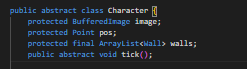 public abstract class Character {
protected BufferedImage image;
protected Point pos;
protected final ArrayList<Wall> walls;
public abstract void tick();